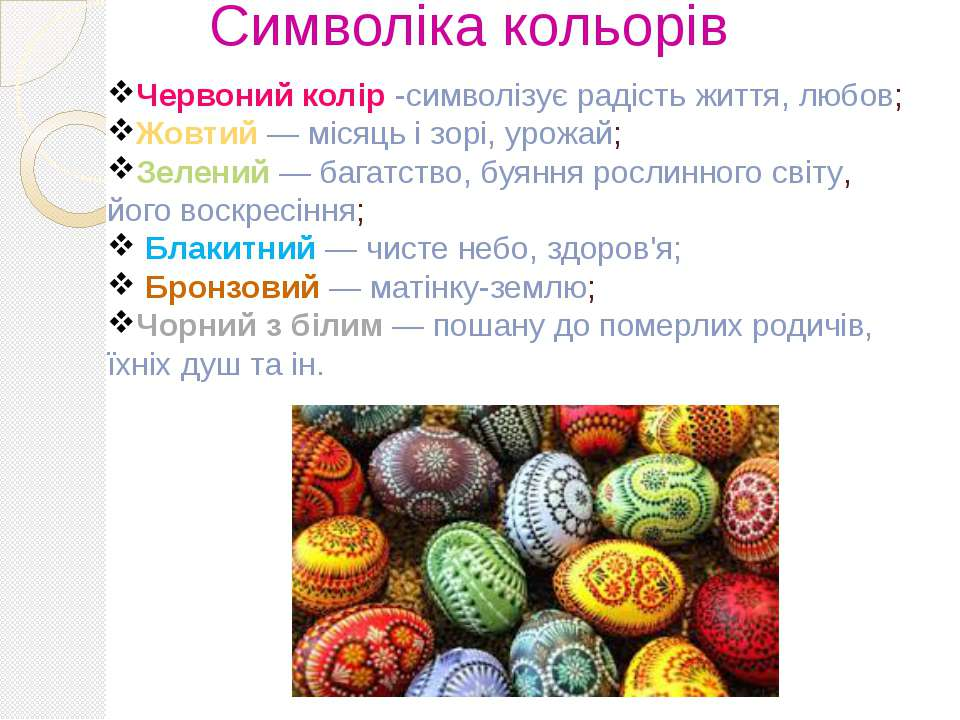 Символіка кольорів
❖Червоний колір -символізує радість життя, любов;
❖Жовтий — місяць і зорі, урожай;
❖Зелений — багатство, буяння рослинного світу,
його воскресіння;
❖ Блакитний — чисте небо, здоров'я;
❖ Бронзовий — матінку-землю;
❖Чорний з білим — пошану до померлих родичів,
їхніх душ та ін.